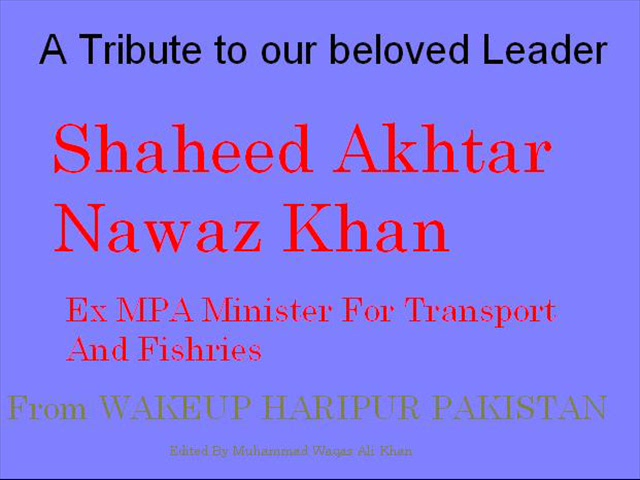 A Tribute to our beloved Leader
Shaheed Akhtar
Nawaz Khan
Ex MPA Minister For Transport
And Fishries
From WAKEUP HARIPUR PAKISTAN
Edited By Muhammad Waqas Ali Khan